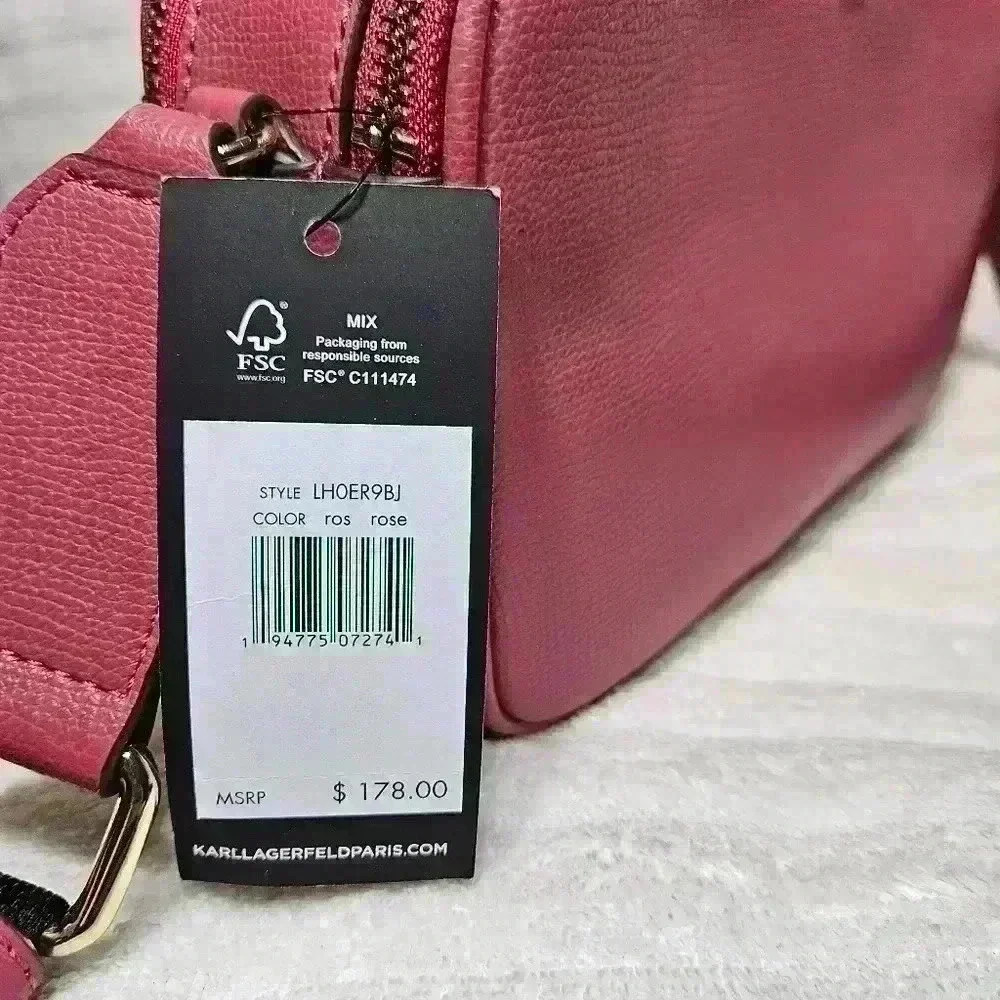 FSC®
www.fsc.org
MIX
Packaging from
responsible sources
FSC® C111474
STYLE LH0ER9BJ
COLOR ros rose
1 94775 07274 1
MSRP $ 178.00
KARLLAGERFELDPARIS.COM